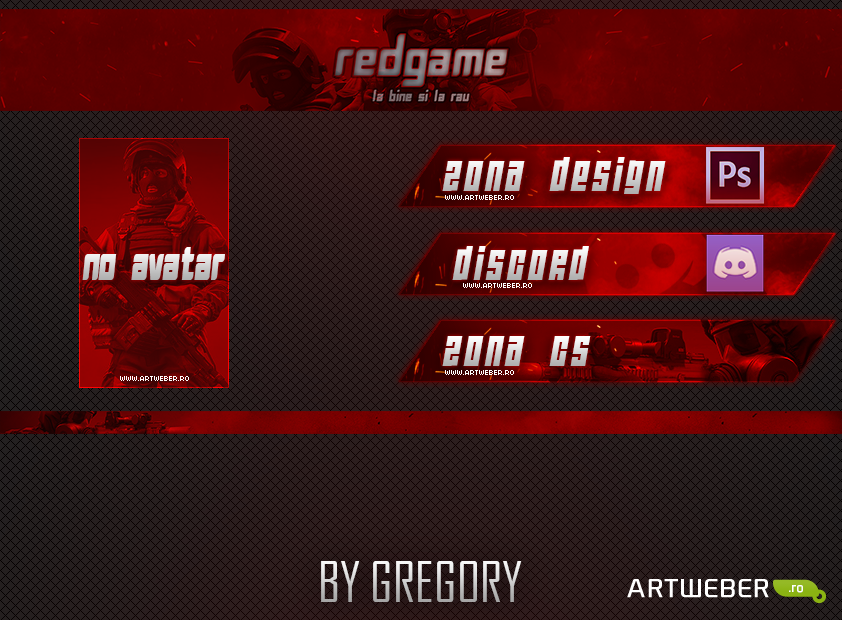 redgame
la bine si la rau
no avatar
WWW.ARTWEBER.RO
zona design
WWW.ARTWEBER.RO
Ps
discord
WWW.ARTWEBER.RO
zona cs
WWW.ARTWEBER.RO
BY GREGORY
ARTWEBER .ro